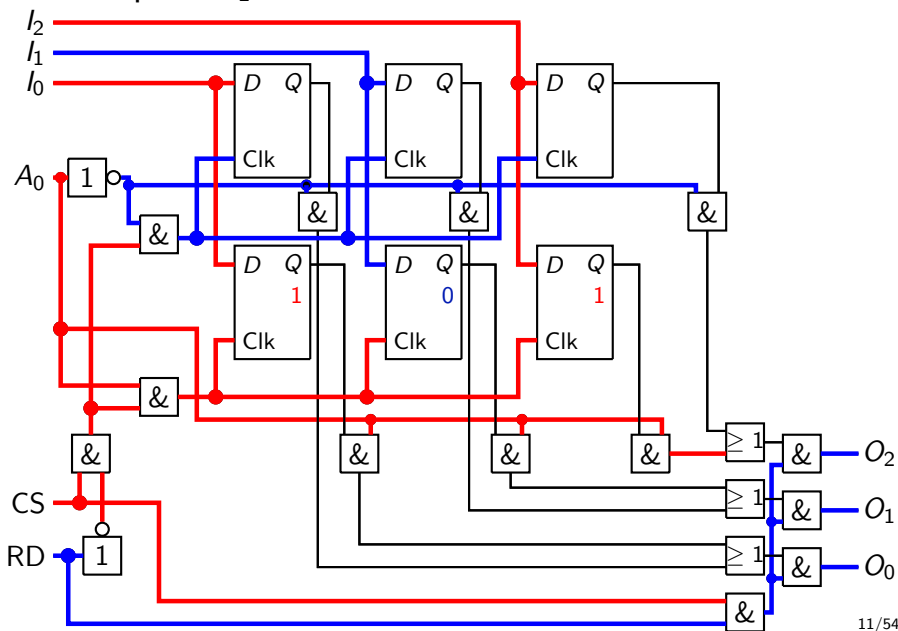 I₂
I₁
I₀
D Q D Q D Q
Clk Clk Clk
A₀ 1
& & &
&
D Q D Q D Q
1 0 1
Clk Clk Clk
&
≥ 1
& & & & & O₂
CS
≥ 1 & O₁
RD 1
≥ 1 & O₀
&
11/54